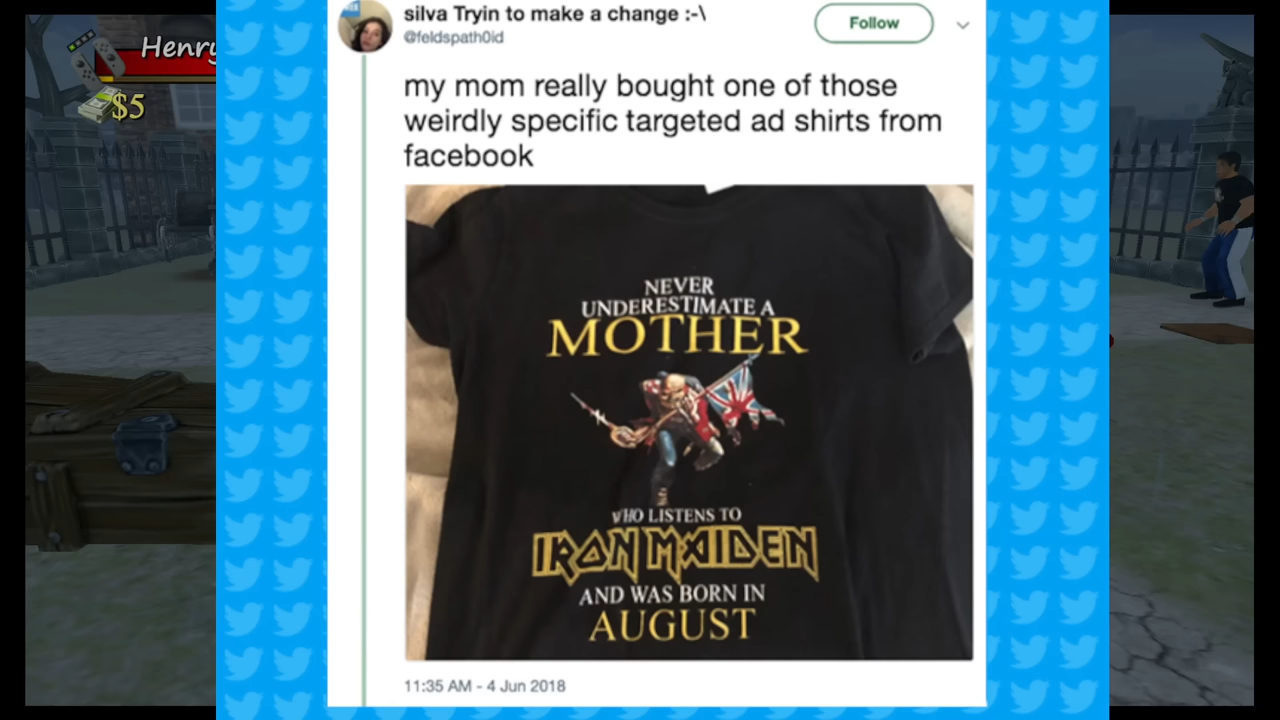 Henry
$5
silva Tryin to make a change :-\
@feldspath0id
Follow
my mom really bought one of those
weirdly specific targeted ad shirts from
facebook
NEVER
UNDERESTIMATE A
MOTHER
WHO LISTENS TO
IRON MAIDEN
AND WAS BORN IN
AUGUST
11:35 AM - 4 Jun 2018